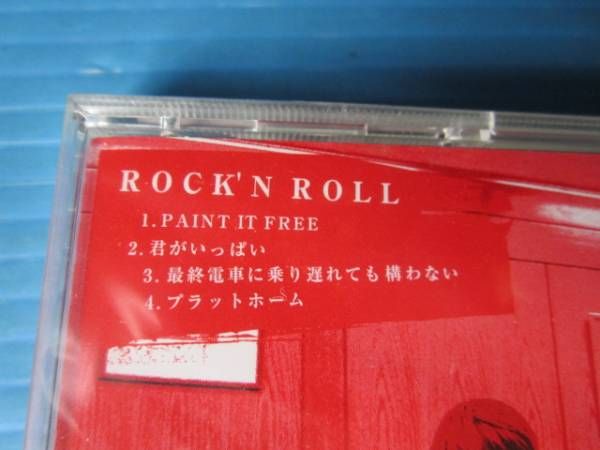 ROCK'N ROLL
1. PAINT IT FREE
2. 君がいっぱい
3. 最終電車に乗り遅れても構わない
4. プラットホーム